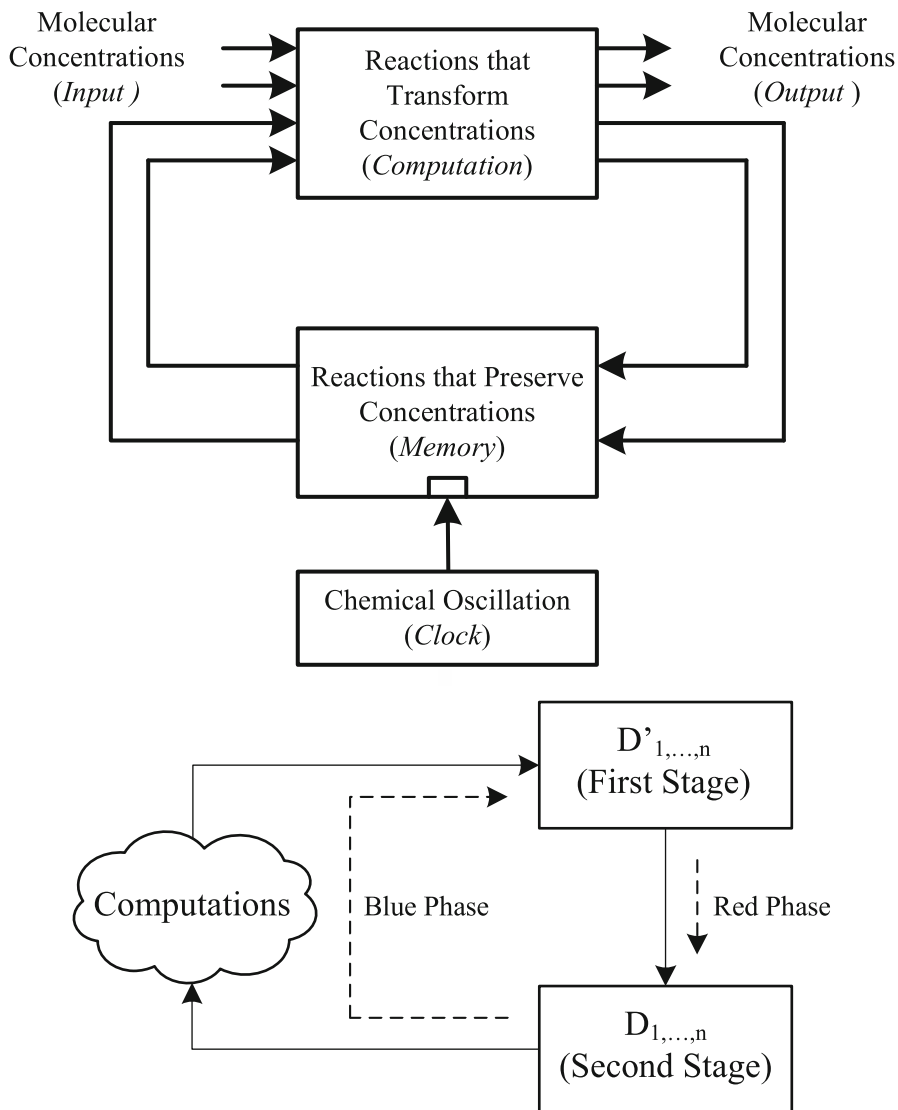 Molecular
Concentrations
(Input )
Reactions that
Transform
Concentrations
(Computation)
Molecular
Concentrations
(Output )
Reactions that Preserve
Concentrations
(Memory)
Chemical Oscillation
(Clock)
D’1,...,n
(First Stage)
Computations
Blue Phase
Red Phase
D1,...,n
(Second Stage)